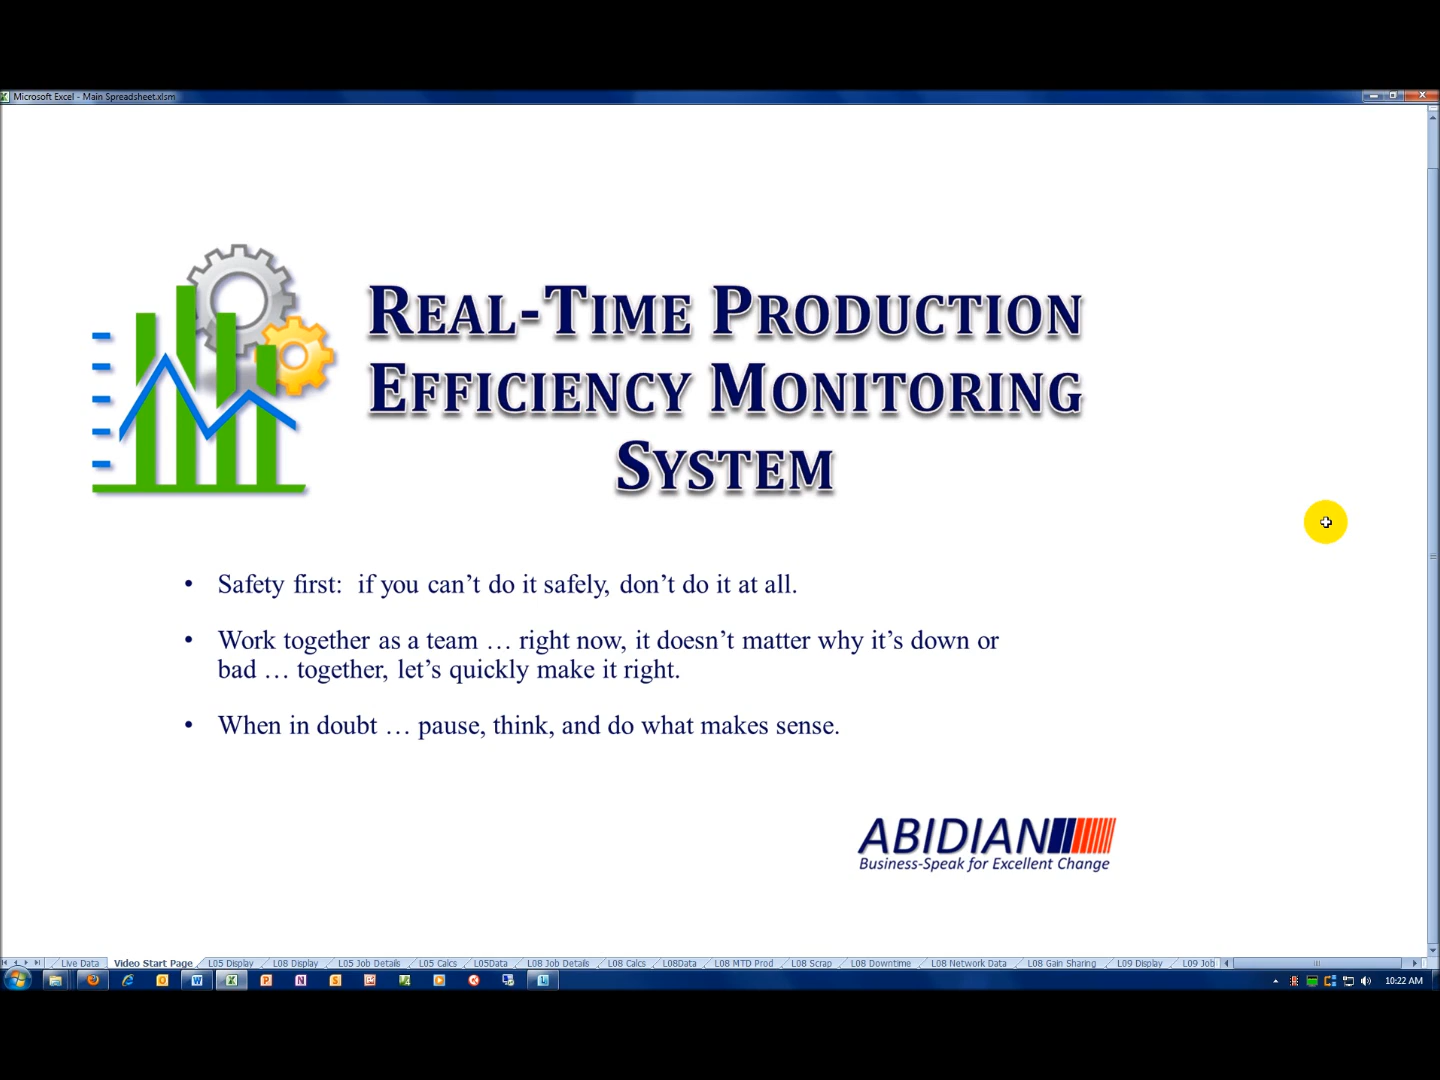 Microsoft Excel - Main Spreadsheet.xlsm
REAL-TIME PRODUCTION
EFFICIENCY MONITORING
SYSTEM
• Safety first:  if you can't do it safely, don't do it at all.
• Work together as a team … right now, it doesn't matter why it's down or
bad … together, let's quickly make it right.
• When in doubt … pause, think, and do what makes sense.
ABIDIAN
Business-Speak for Excellent Change
Live Data Video Start Page L05 Display L08 Display L05 Job Details L05 Calcs L05Data L08 Job Details L08 Calcs L08Data L08 MTD Prod L08 Scrap L08 Downtime L08 Network Data L08 Gain Sharing L09 Display L09 Job
10:22 AM